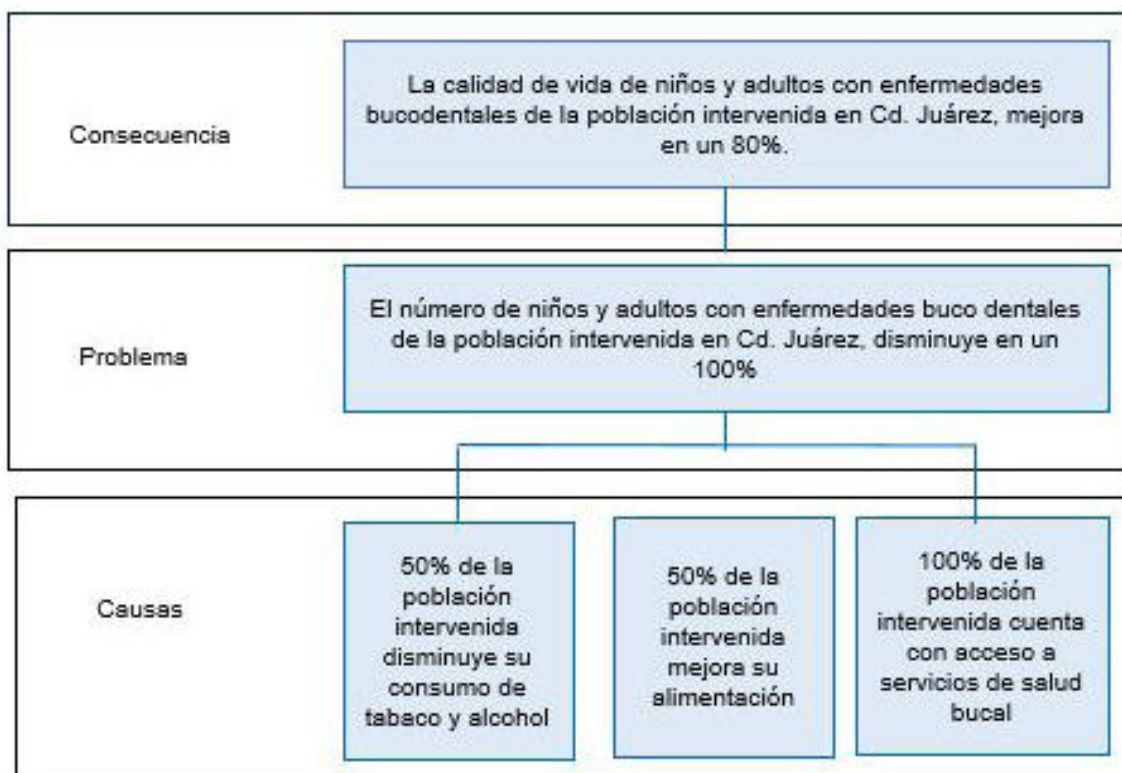 Consecuencia
La calidad de vida de niños y adultos con enfermedades
bucodentales de la población intervenida en Cd. Juárez, mejora
en un 80%.
Problema
El número de niños y adultos con enfermedades buco dentales
de la población intervenida en Cd. Juárez, disminuye en un
100%
Causas
50% de la
población
intervenida
disminuye su
consumo de
tabaco y alcohol
50% de la
población
intervenida
mejora su
alimentación
100% de la
población
intervenida cuenta
con acceso a
servicios de salud
bucal